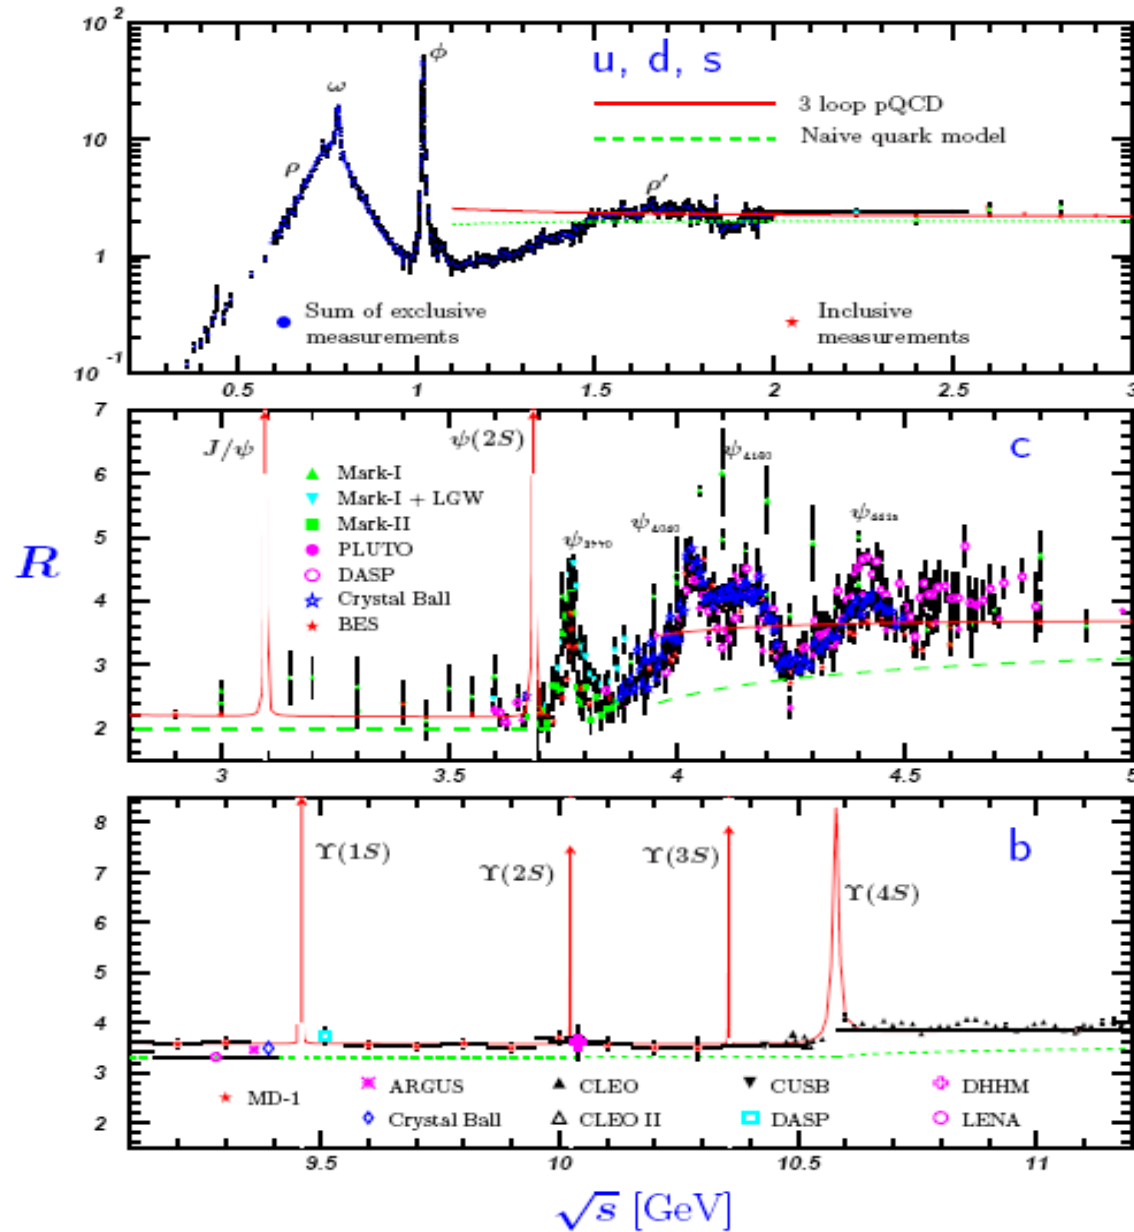 10 2
10
1
10 -1
u, d, s
3 loop pQCD
Naive quark model
ρ
ω
φ
ρ′
Sum of exclusive
measurements
Inclusive
measurements
0.5
1
1.5
2
2.5
3
7
6
5
4
3
2
R
J/ψ
ψ(2S)
c
Mark-I
Mark-I + LGW
Mark-II
PLUTO
DASP
Crystal Ball
BES
ψ
ψ
ψ4160
ψ
3
3.5
4
4.5
5
8
7
6
5
4
3
2
ϒ(1S)
ϒ(2S)
ϒ(3S)
ϒ(4S)
b
MD-1
ARGUS
CLEO
CUSB
DHHM
Crystal Ball
CLEO II
DASP
LENA
9.5
10
10.5
11
√s [GeV]